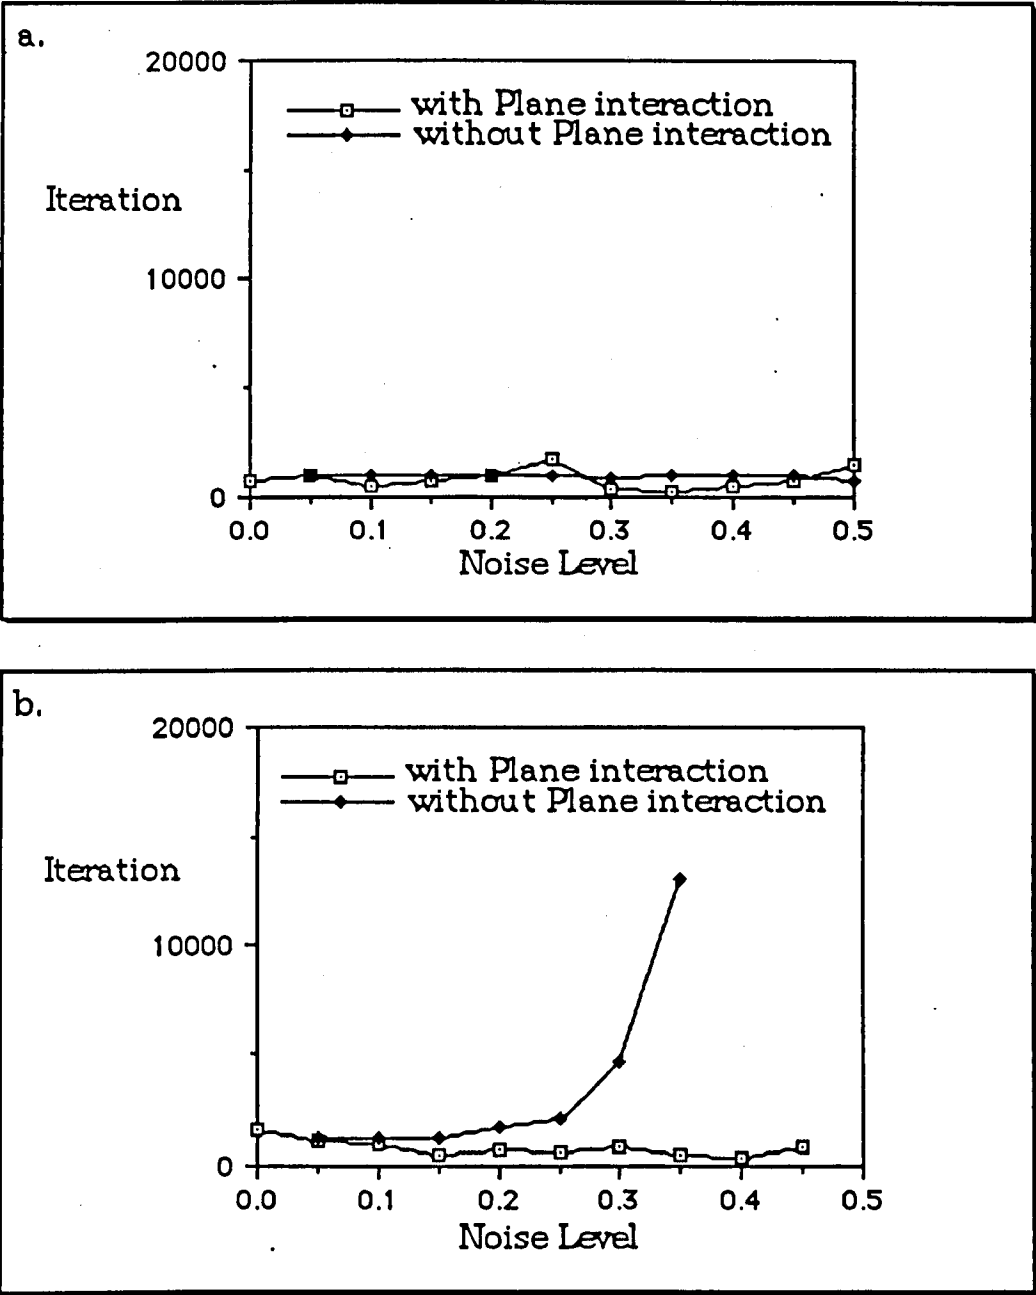 a.
20000
with Plane interaction
without Plane interaction
Iteration
10000
0
0.0 0.1 0.2 0.3 0.4 0.5
Noise Level
b.
20000
with Plane interaction
without Plane interaction
Iteration
10000
0
0.0 0.1 0.2 0.3 0.4 0.5
Noise Level